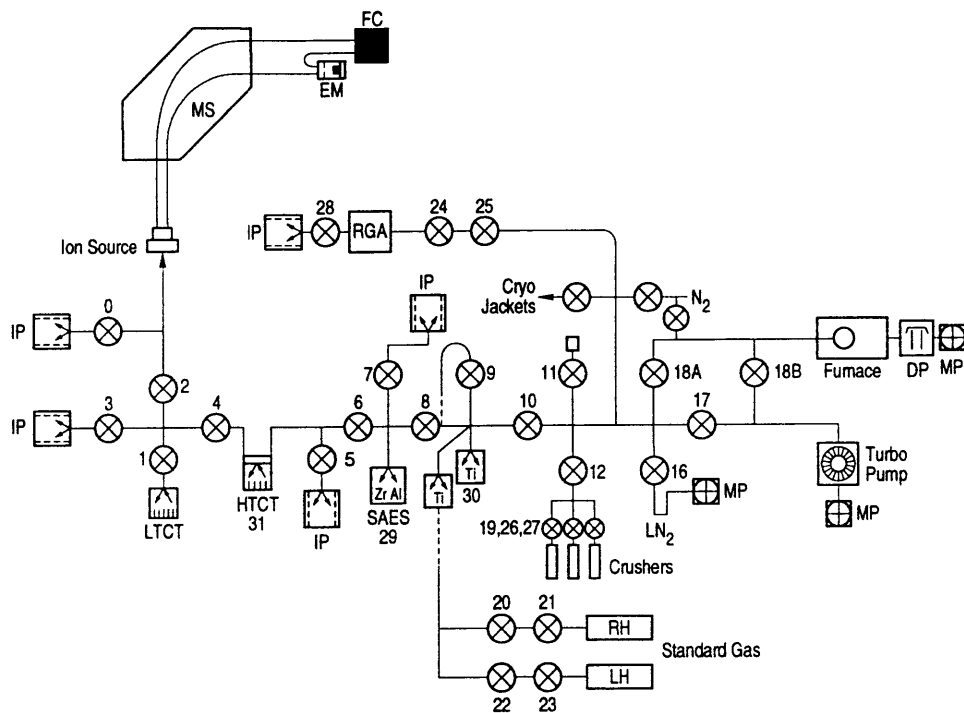 FC
EM
MS
Ion Source
28
24
25
IP
RGA
Cryo
Jackets
N2
IP
0
IP
2
7
9
11
18A
18B
Furnace
DP
MP
3
4
6
8
10
17
IP
1
5
12
16
Turbo
Pump
LTCT
HTCT
31
IP
Zr Al
SAES
29
Ti
Ti
30
MP
LN2
MP
19,26,27
Crushers
20
21
RH
Standard Gas
LH
22
23